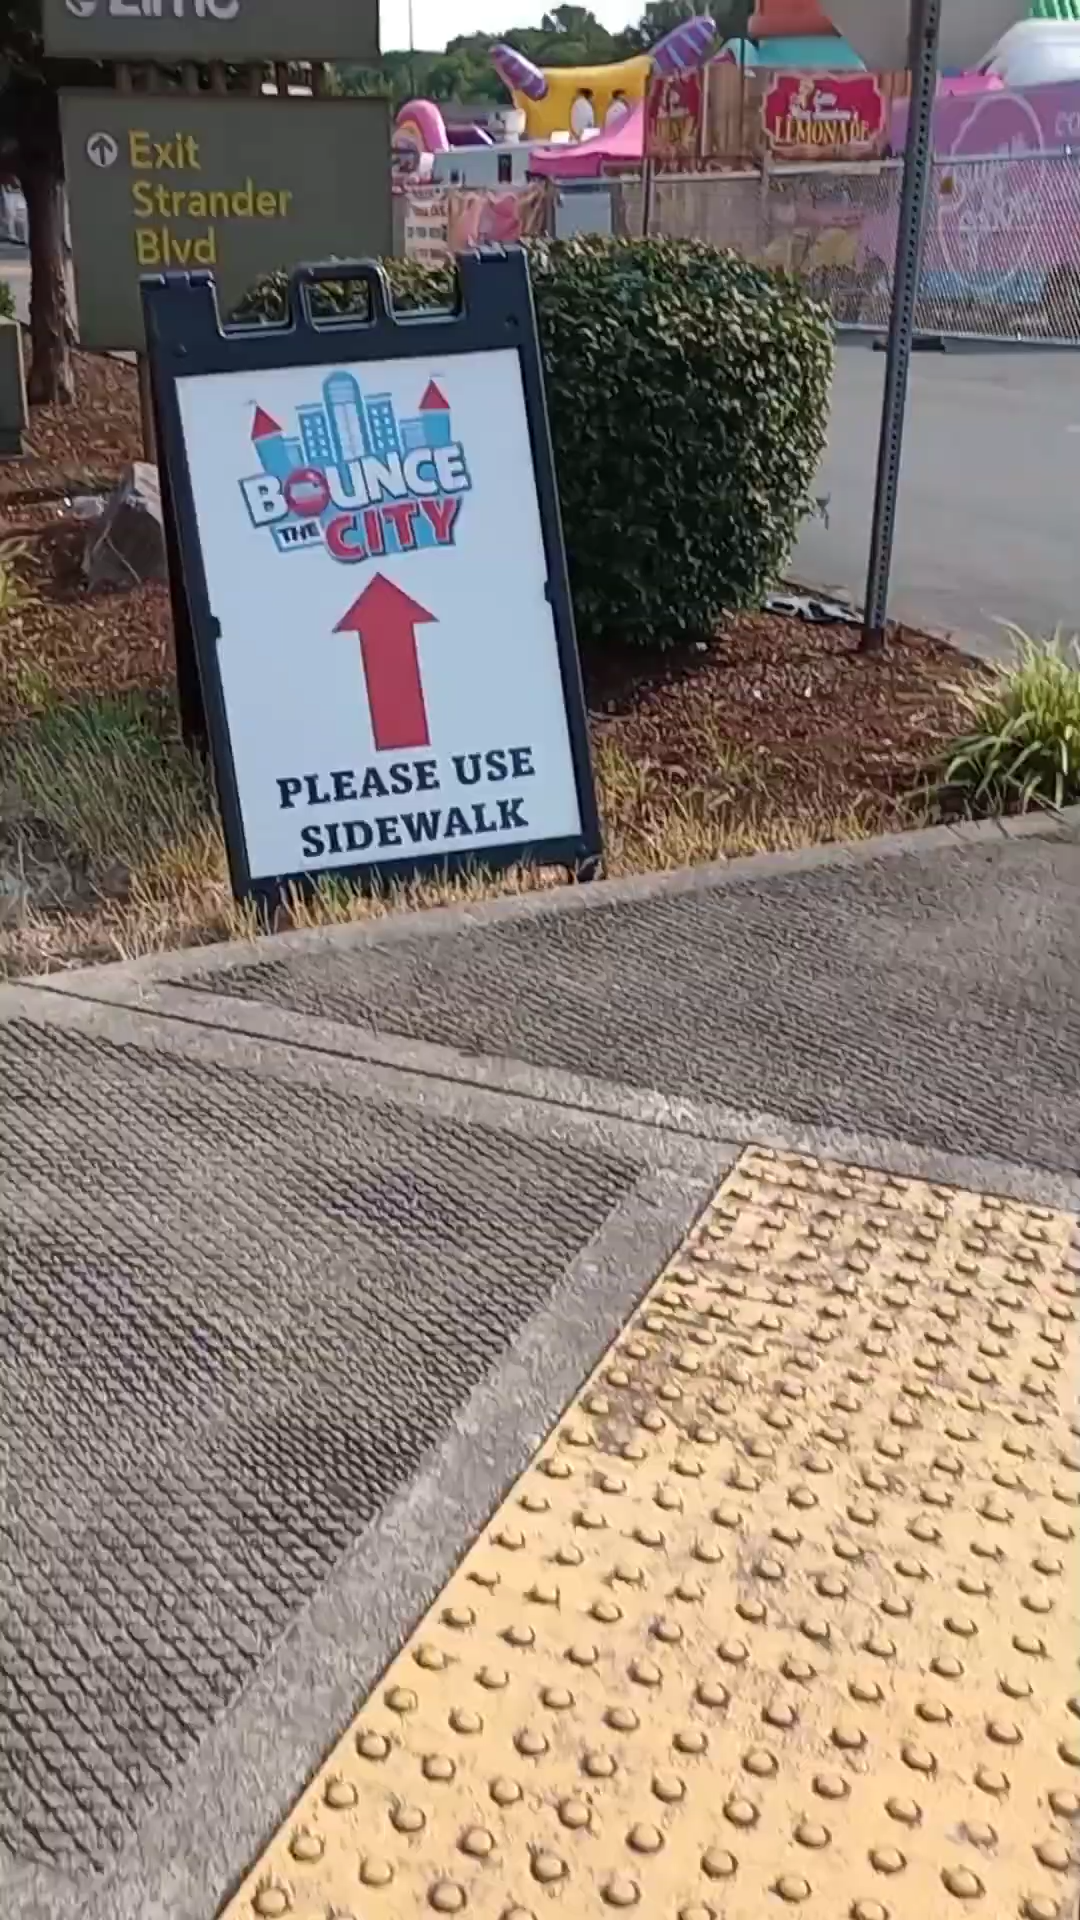 Exit
Strander
Blvd
LEMONADE
BOUNCE
THE CITY
PLEASE USE
SIDEWALK